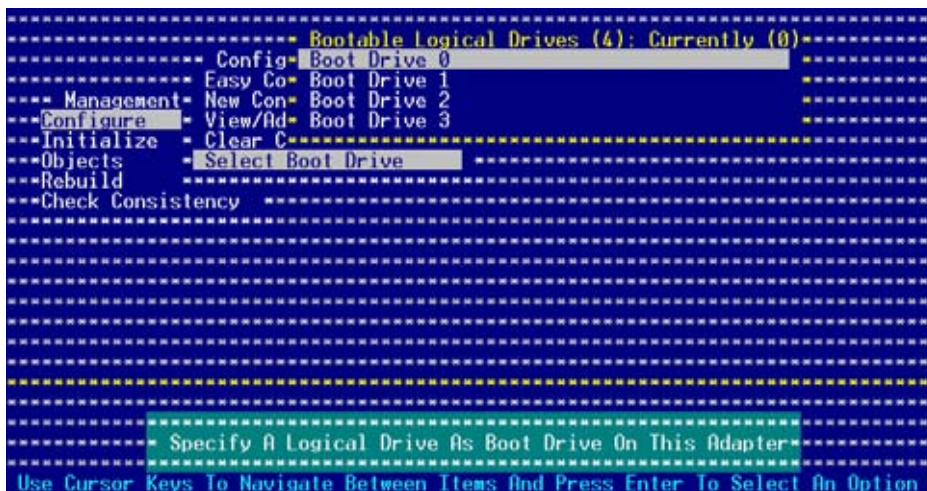 Bootable Logical Drives (4): Currently (0)
Config Boot Drive 0
Easy Co Boot Drive 1
Management New Con Boot Drive 2
Configure View/Ad Boot Drive 3
Initialize Clear C
Objects Select Boot Drive
Rebuild
Check Consistency
Specify A Logical Drive As Boot Drive On This Adapter
Use Cursor Keys To Navigate Between Items And Press Enter To Select An Option